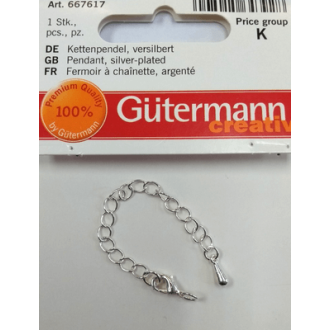 Art. 667617
1 Stk.,
pcs., pz.
Price group
K
DE Kettenpendel, versilbert
GB Pendant, silver-plated
FR Fermoir à chaînette, argenté
Premium Quality
100%
by Gütermann
Gütermann
creativ